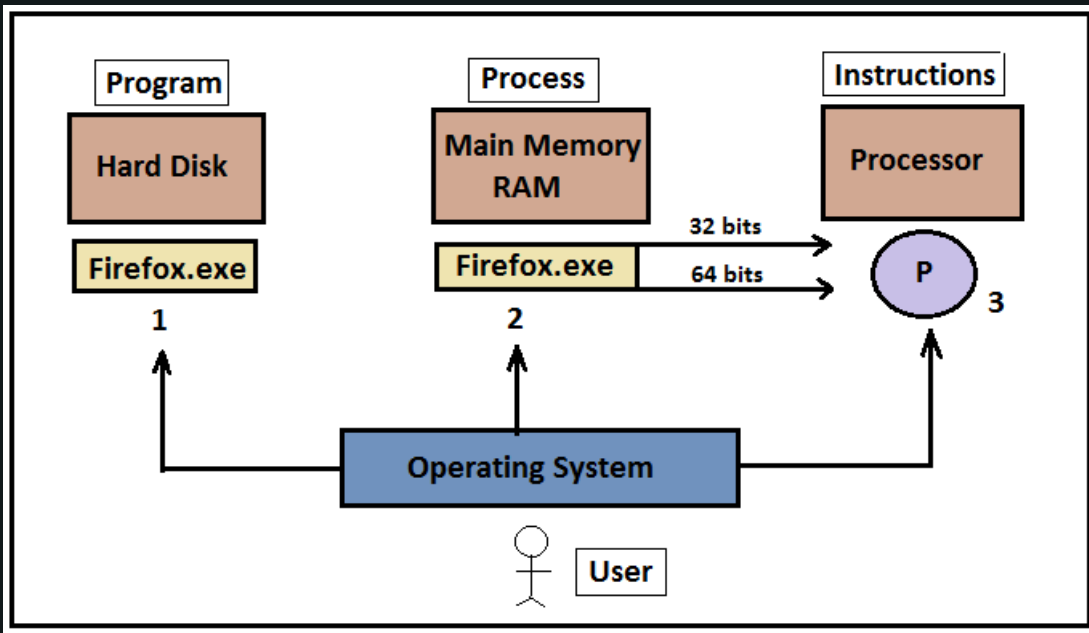 Program
Process
Instructions
Hard Disk
Main Memory
RAM
Processor
32 bits
Firefox.exe
Firefox.exe
64 bits
P
1
2
3
Operating System
User